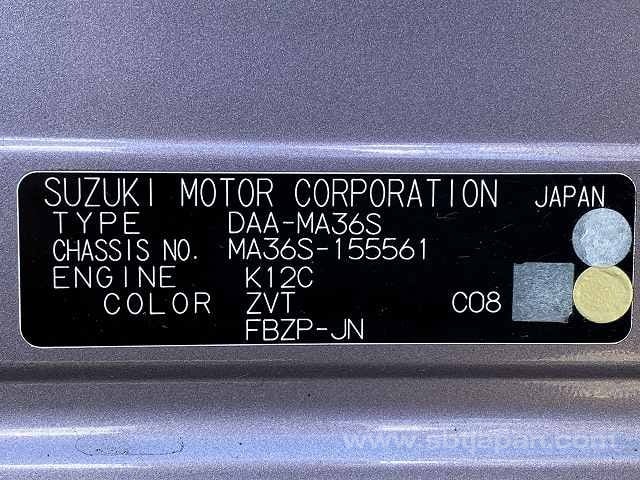 SUZUKI MOTOR CORPORATION JAPAN
TYPE DAA-MA36S
CHASSIS NO. MA36S-155561
ENGINE K12C
COLOR ZVT C08
FBZP-JN
www.sbtjapan.com